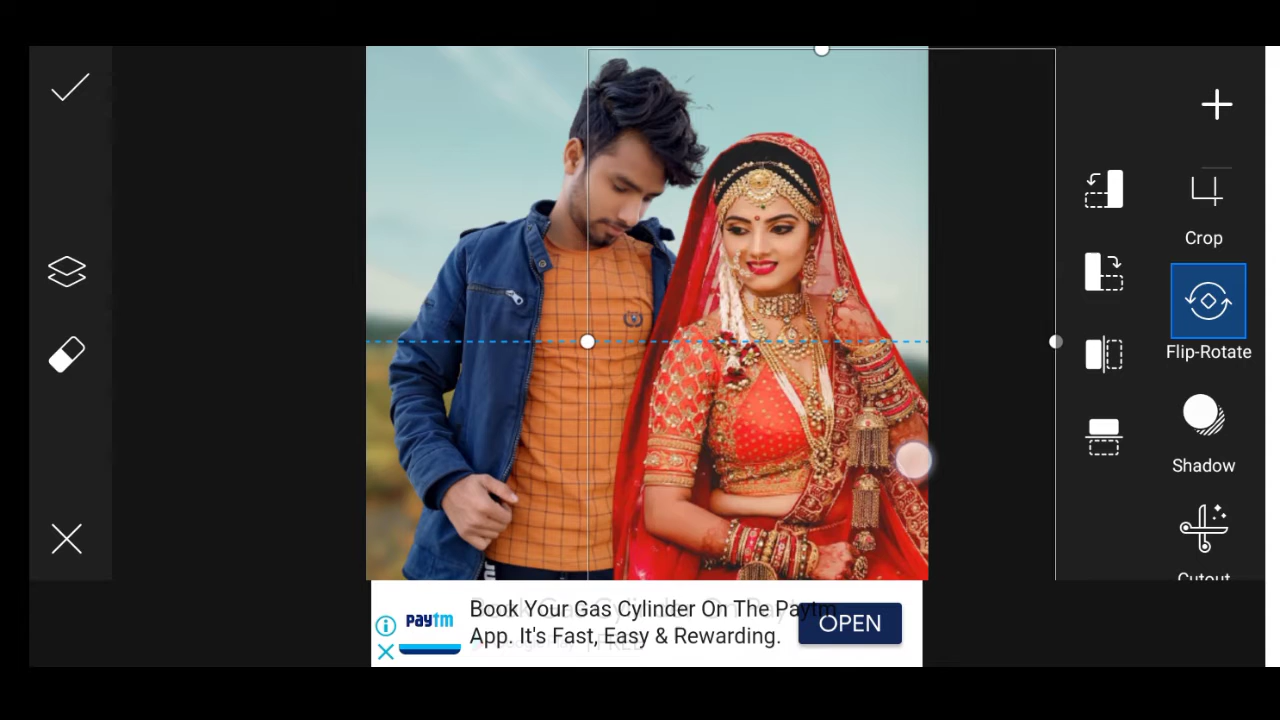 Crop
Flip-Rotate
Shadow
Cutout
paytm
Book Your Gas Cylinder On The Paytm
App. It's Fast, Easy & Rewarding.
OPEN